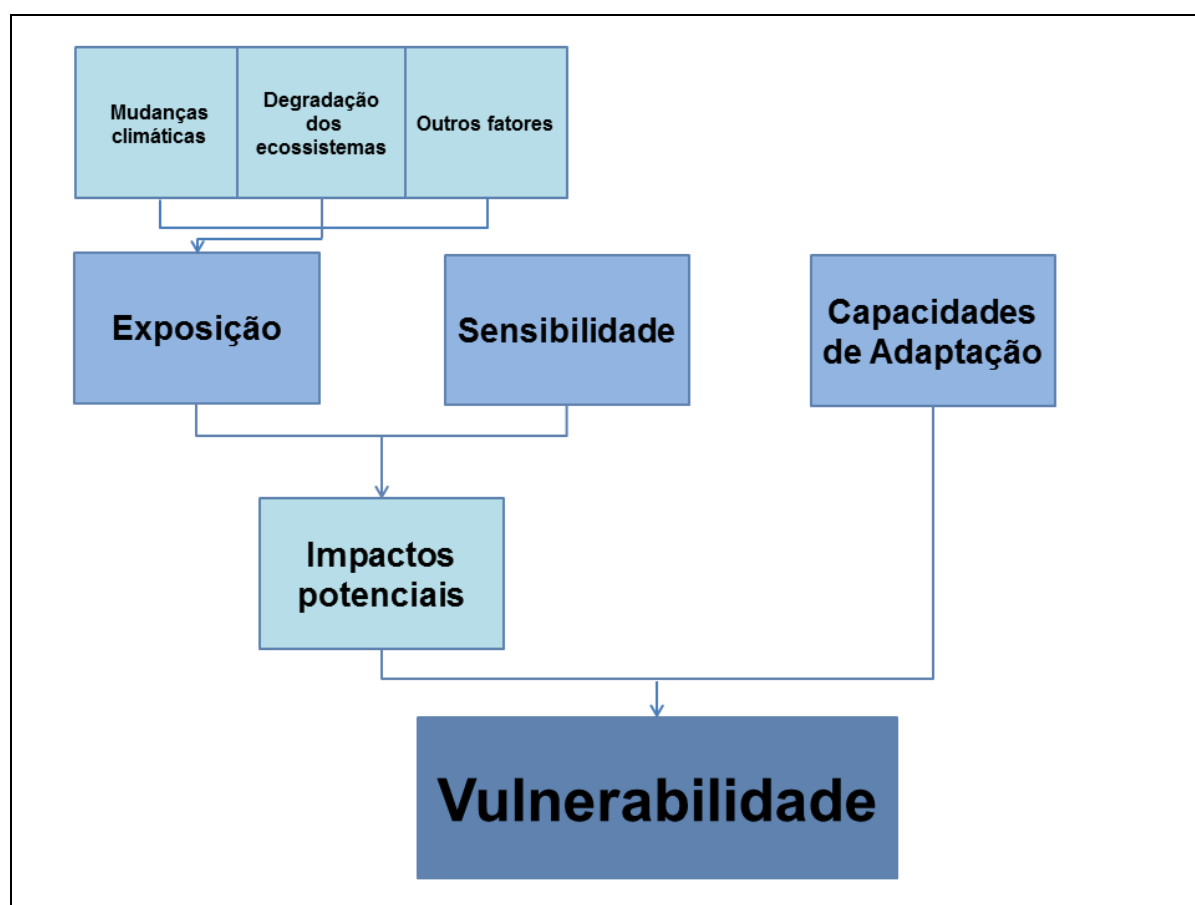 Mudanças
climáticas
Degradação
dos
ecossistemas
Outros fatores
Exposição
Sensibilidade
Capacidades
de Adaptação
Impactos
potenciais
Vulnerabilidade